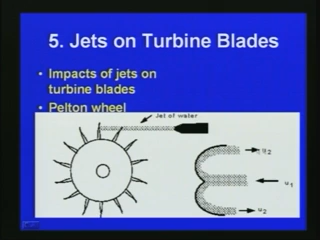 5. Jets on Turbine Blades
• Impacts of jets on
turbine blades
• Pelton wheel
Jet of water
u2
u1
u2